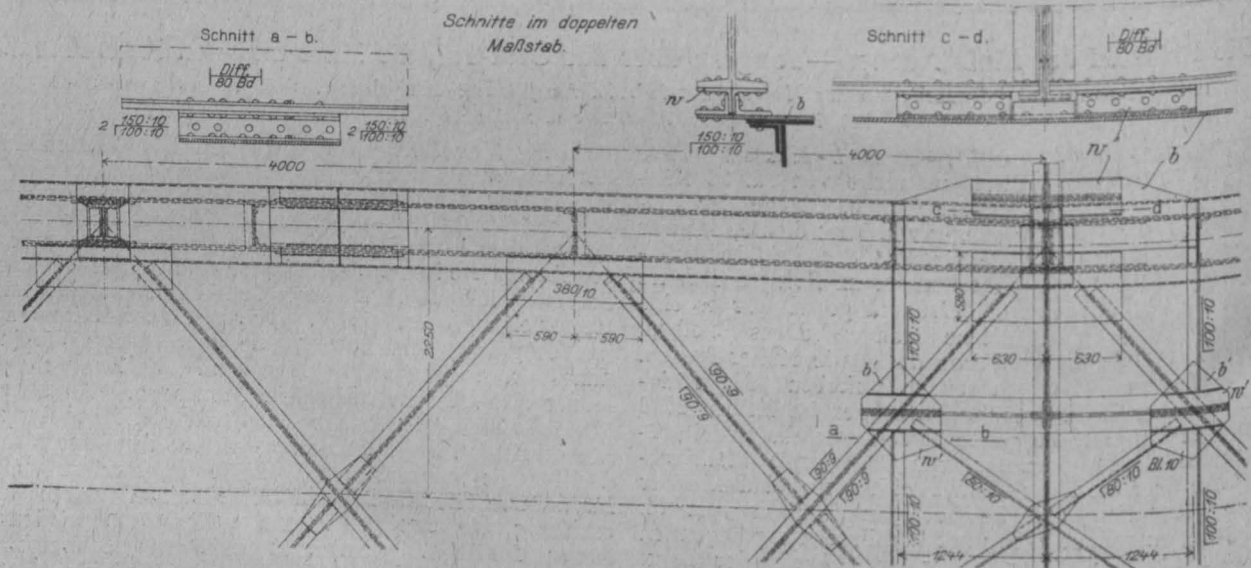 Schnitte im doppelten
Maßstab.
Schnitt a – b.
Diff.
80 Bd
2 150:10
100:10
2 150:10
100:10
4000
w
b
150:10
100:10
4000
Schnitt c – d.
Diff.
80 Bd
w
b
c
d
380/10
590
590
2250
90:9
90:9
90:9
90:9
580
630
630
100:10
100:10
b'
b'
w'
a
b
w'
Bl. 10
80:10
80:10
100:10
100:10
1244
1244